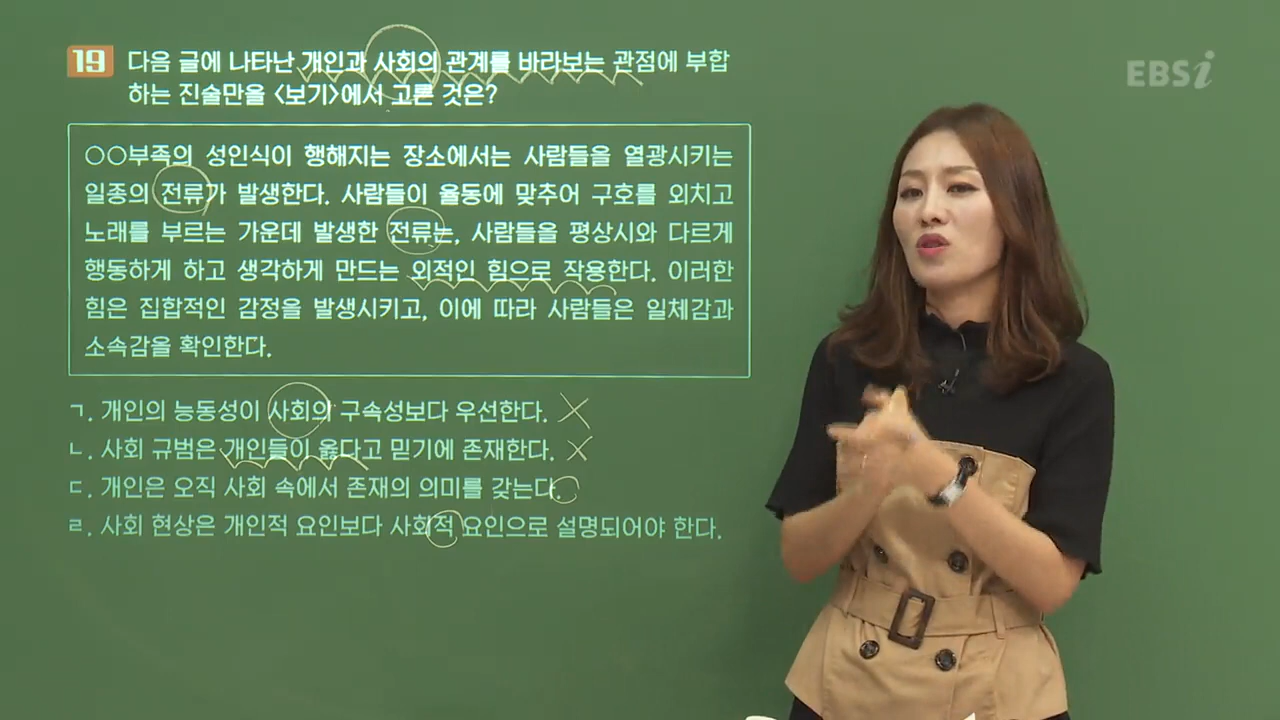 19 다음 글에 나타난 개인과 사회의 관계를 바라보는 관점에 부합
하는 진술만을 <보기>에서 고른 것은?
EBSi
○○부족의 성인식이 행해지는 장소에서는 사람들을 열광시키는
일종의 전류가 발생한다. 사람들이 율동에 맞추어 구호를 외치고
노래를 부르는 가운데 발생한 전류는, 사람들을 평상시와 다르게
행동하게 하고 생각하게 만드는 외적인 힘으로 작용한다. 이러한
힘은 집합적인 감정을 발생시키고, 이에 따라 사람들은 일체감과
소속감을 확인한다.
ㄱ. 개인의 능동성이 사회의 구속성보다 우선한다.
ㄴ. 사회 규범은 개인들이 옳다고 믿기에 존재한다.
ㄷ. 개인은 오직 사회 속에서 존재의 의미를 갖는다.
ㄹ. 사회 현상은 개인적 요인보다 사회적 요인으로 설명되어야 한다.